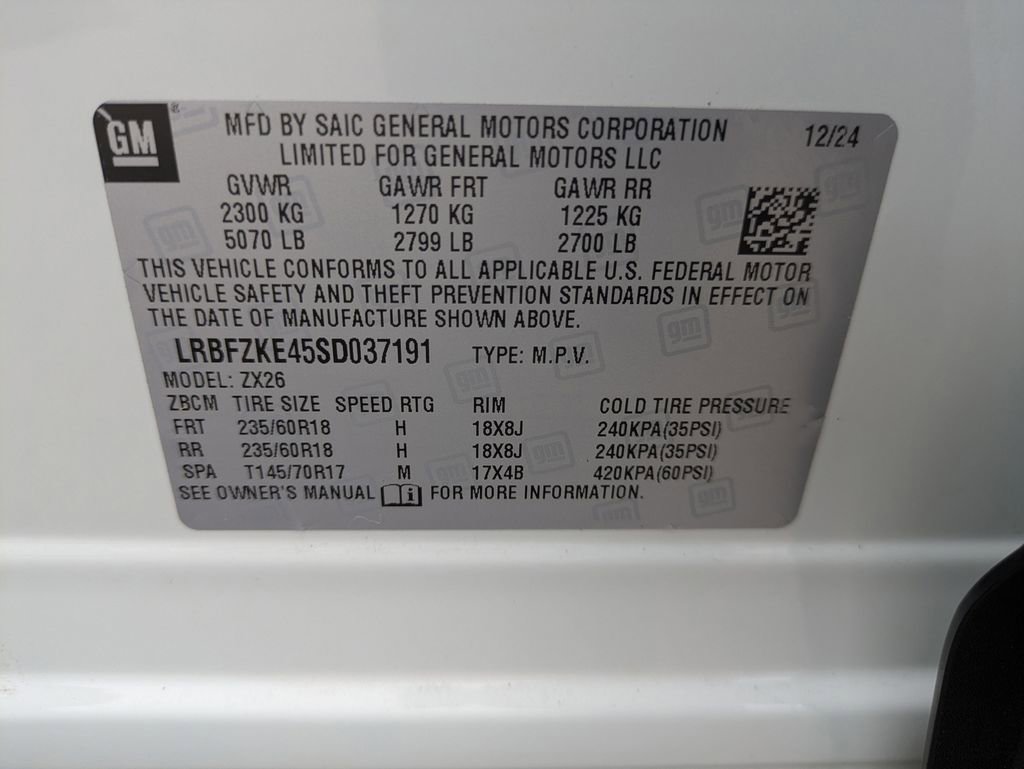 GM
MFD BY SAIC GENERAL MOTORS CORPORATION 12/24
LIMITED FOR GENERAL MOTORS LLC
GVWR GAWR FRT GAWR RR
2300 KG 1270 KG 1225 KG
5070 LB 2799 LB 2700 LB
THIS VEHICLE CONFORMS TO ALL APPLICABLE U.S. FEDERAL MOTOR
VEHICLE SAFETY AND THEFT PREVENTION STANDARDS IN EFFECT ON
THE DATE OF MANUFACTURE SHOWN ABOVE.
LRBFZKE45SD037191 TYPE: M.P.V.
MODEL: ZX26
ZBCM TIRE SIZE SPEED RTG RIM COLD TIRE PRESSURE
FRT 235/60R18 H 18X8J 240KPA(35PSI)
RR 235/60R18 H 18X8J 240KPA(35PSI)
SPA T145/70R17 M 17X4B 420KPA(60PSI)
SEE OWNER'S MANUAL i FOR MORE INFORMATION.